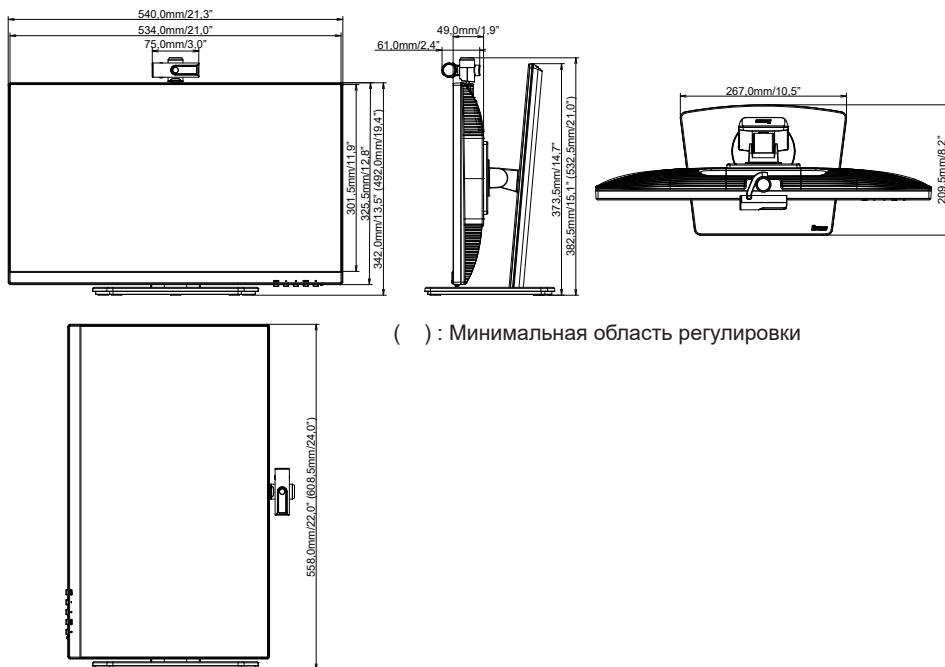 540,0mm/21,3”
534,0mm/21,0”
75,0mm/3,0”
301,5mm/11,9”
325,5mm/12,8”
342,0mm/13,5” (492,0mm/19,4”)
49,0mm/1,9”
61,0mm/2,4”
373,5mm/14,7”
382,5mm/15,1” (532,5mm/21,0”)
267,0mm/10,5”
209,5mm/8,2”
( ) : Минимальная область регулировки
558,0mm/22,0” (608,5mm/24,0”)